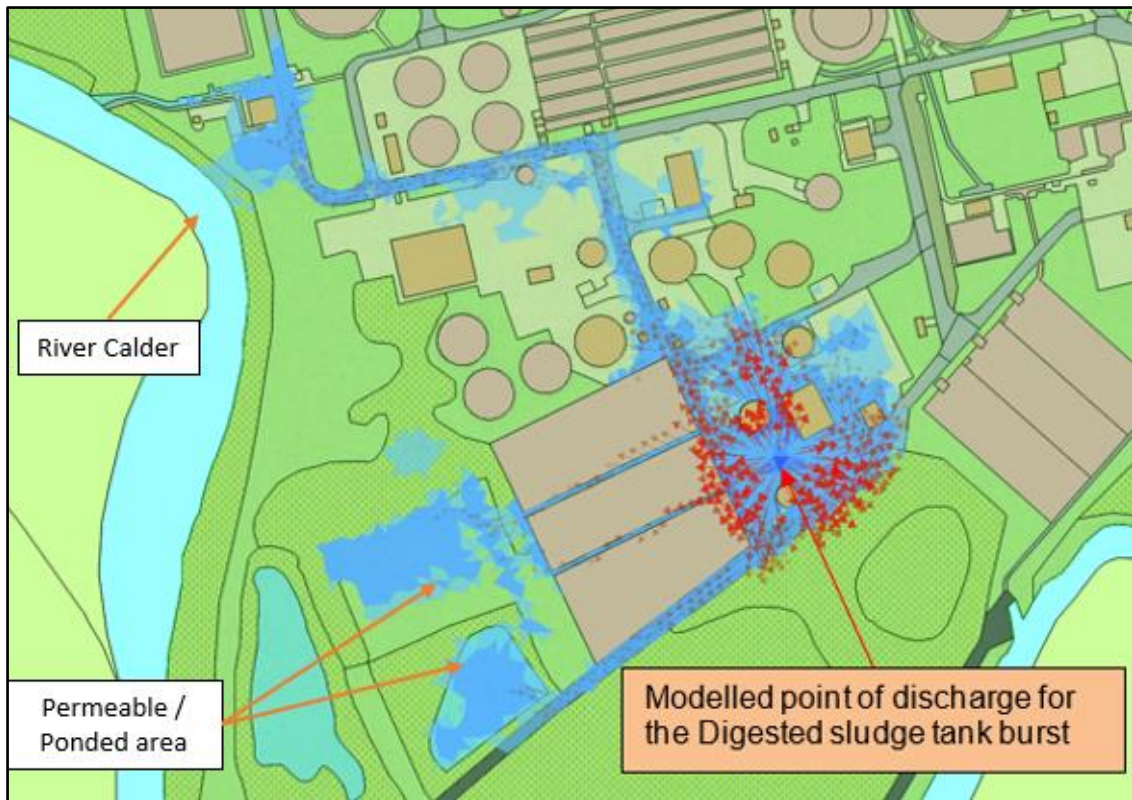 River Calder
Permeable /
Ponded area
Modelled point of discharge for
the Digested sludge tank burst